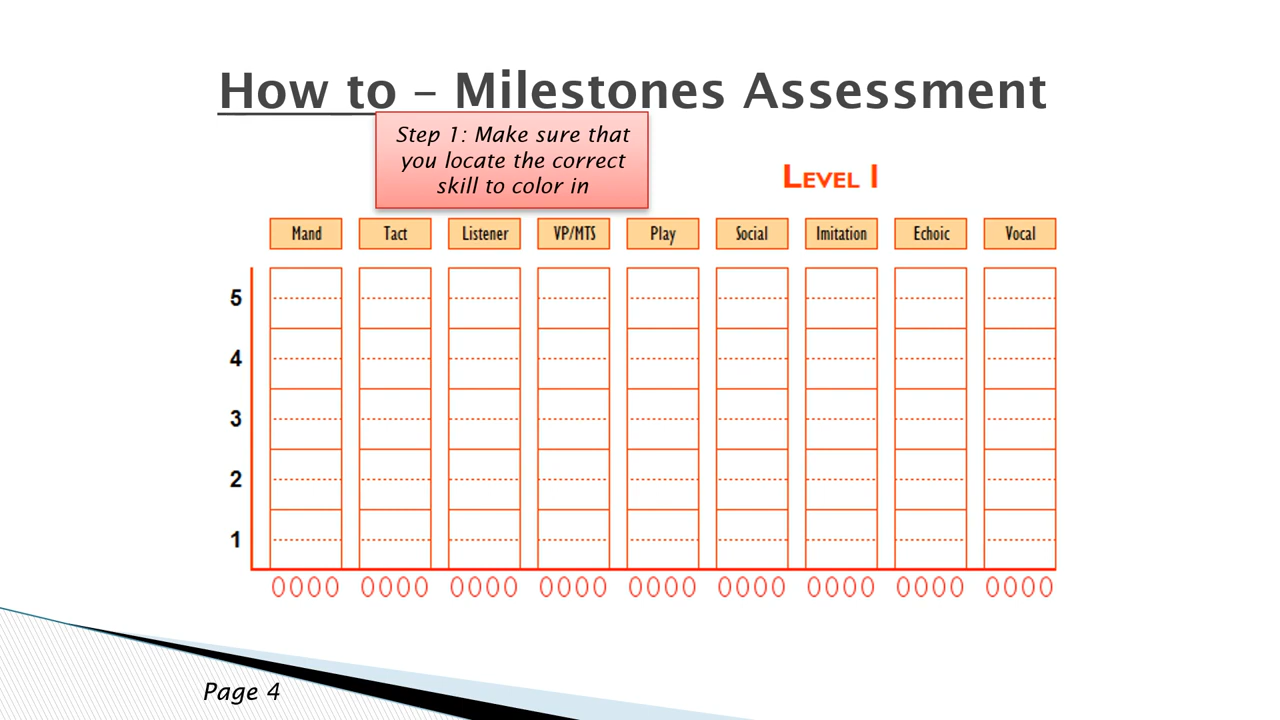 How to – Milestones Assessment
Step 1: Make sure that
you locate the correct
skill to color in
Level 1
Mand Tact Listener VP/MTS Play Social Imitation Echoic Vocal
5
4
3
2
1
0000 0000 0000 0000 0000 0000 0000 0000 0000
Page 4